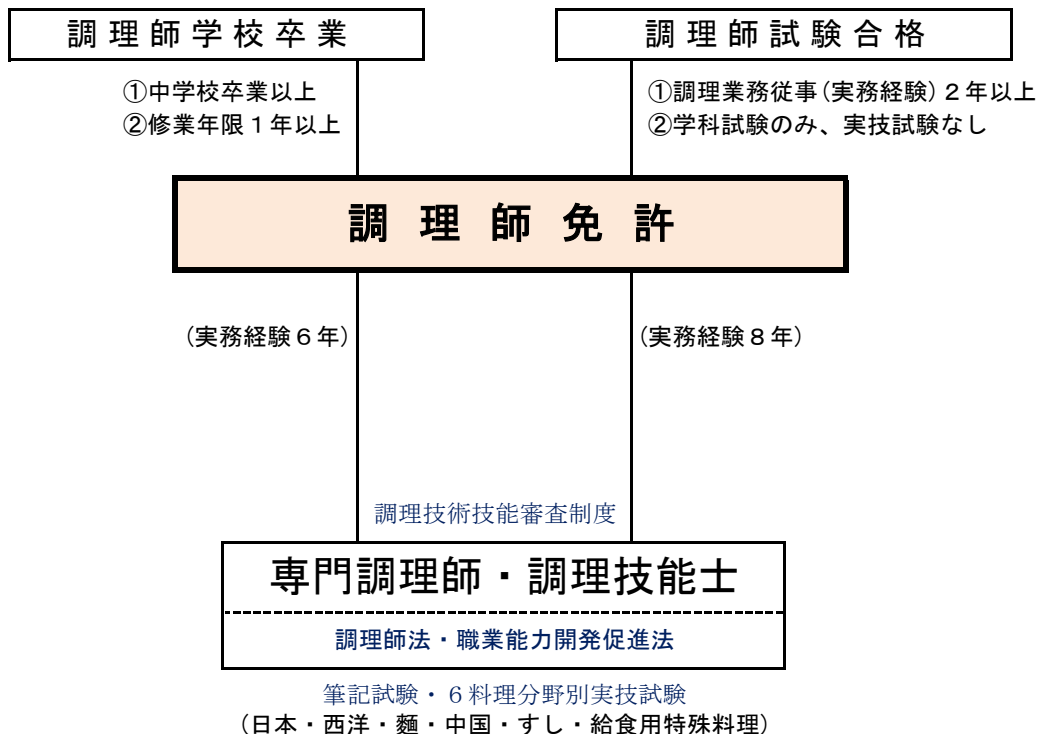 調理師学校卒業
調理師試験合格
①中学校卒業以上
②修業年限1年以上
①調理業務従事(実務経験)2年以上
②学科試験のみ、実技試験なし
調理師免許
(実務経験6年)
(実務経験8年)
調理技術技能審査制度
専門調理師・調理技能士
調理師法・職業能力開発促進法
筆記試験・6料理分野別実技試験
(日本・西洋・麵・中国・すし・給食用特殊料理)